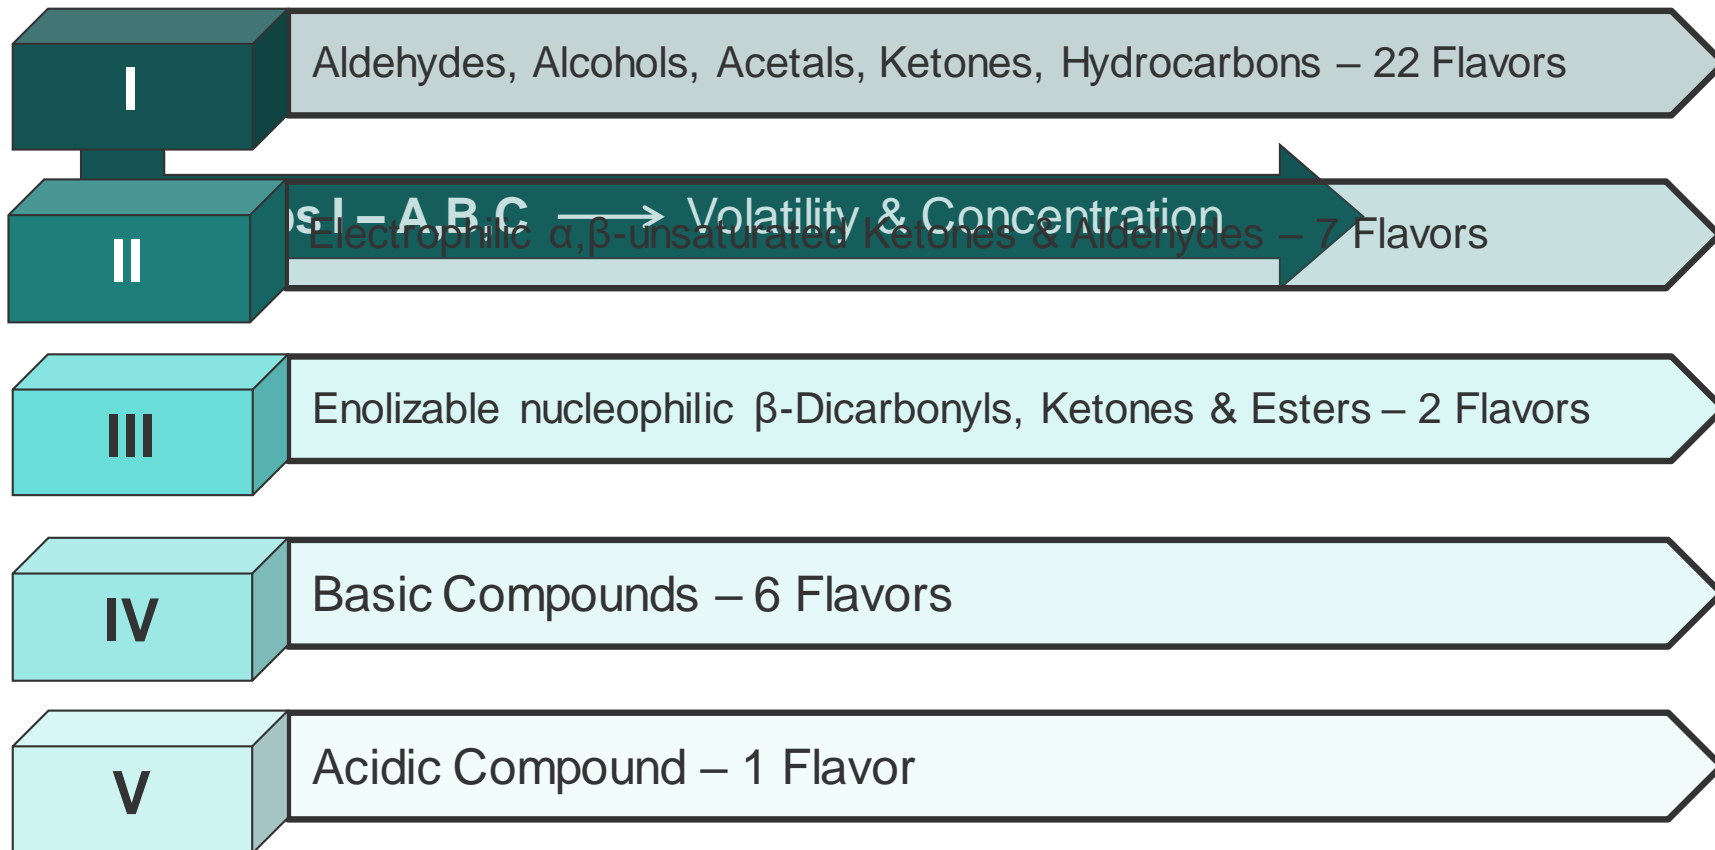 I
Aldehydes, Alcohols, Acetals, Ketones, Hydrocarbons – 22 Flavors
I – A,B,C → Volatility & Concentration
II
Electrophilic α,β-unsaturated Ketones & Aldehydes – 7 Flavors
III
Enolizable nucleophilic β-Dicarbonyls, Ketones & Esters – 2 Flavors
IV
Basic Compounds – 6 Flavors
V
Acidic Compound – 1 Flavor